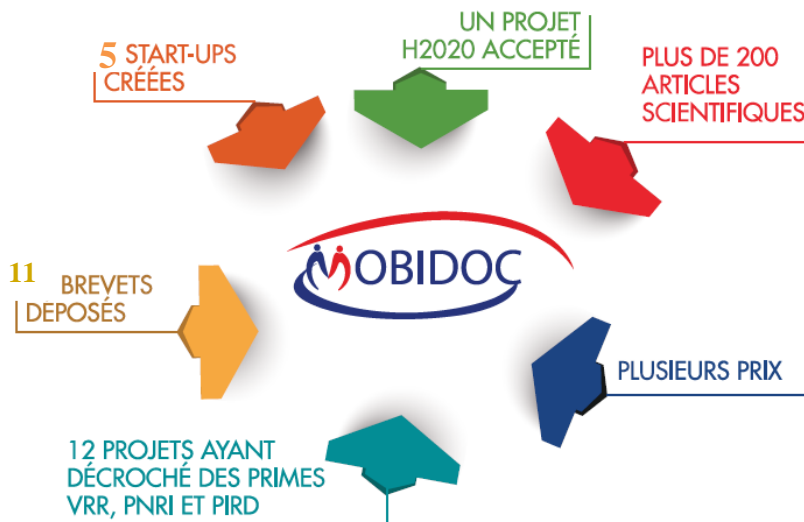 5 START-UPS
CRÉÉES
UN PROJET
H2020 ACCEPTÉ
PLUS DE 200
ARTICLES
SCIENTIFIQUES
MOBIDOC
11 BREVETS
DEPOSÉS
PLUSIEURS PRIX
12 PROJETS AYANT
DÉCROCHÉ DES PRIMES
VRR, PNRI ET PIRD